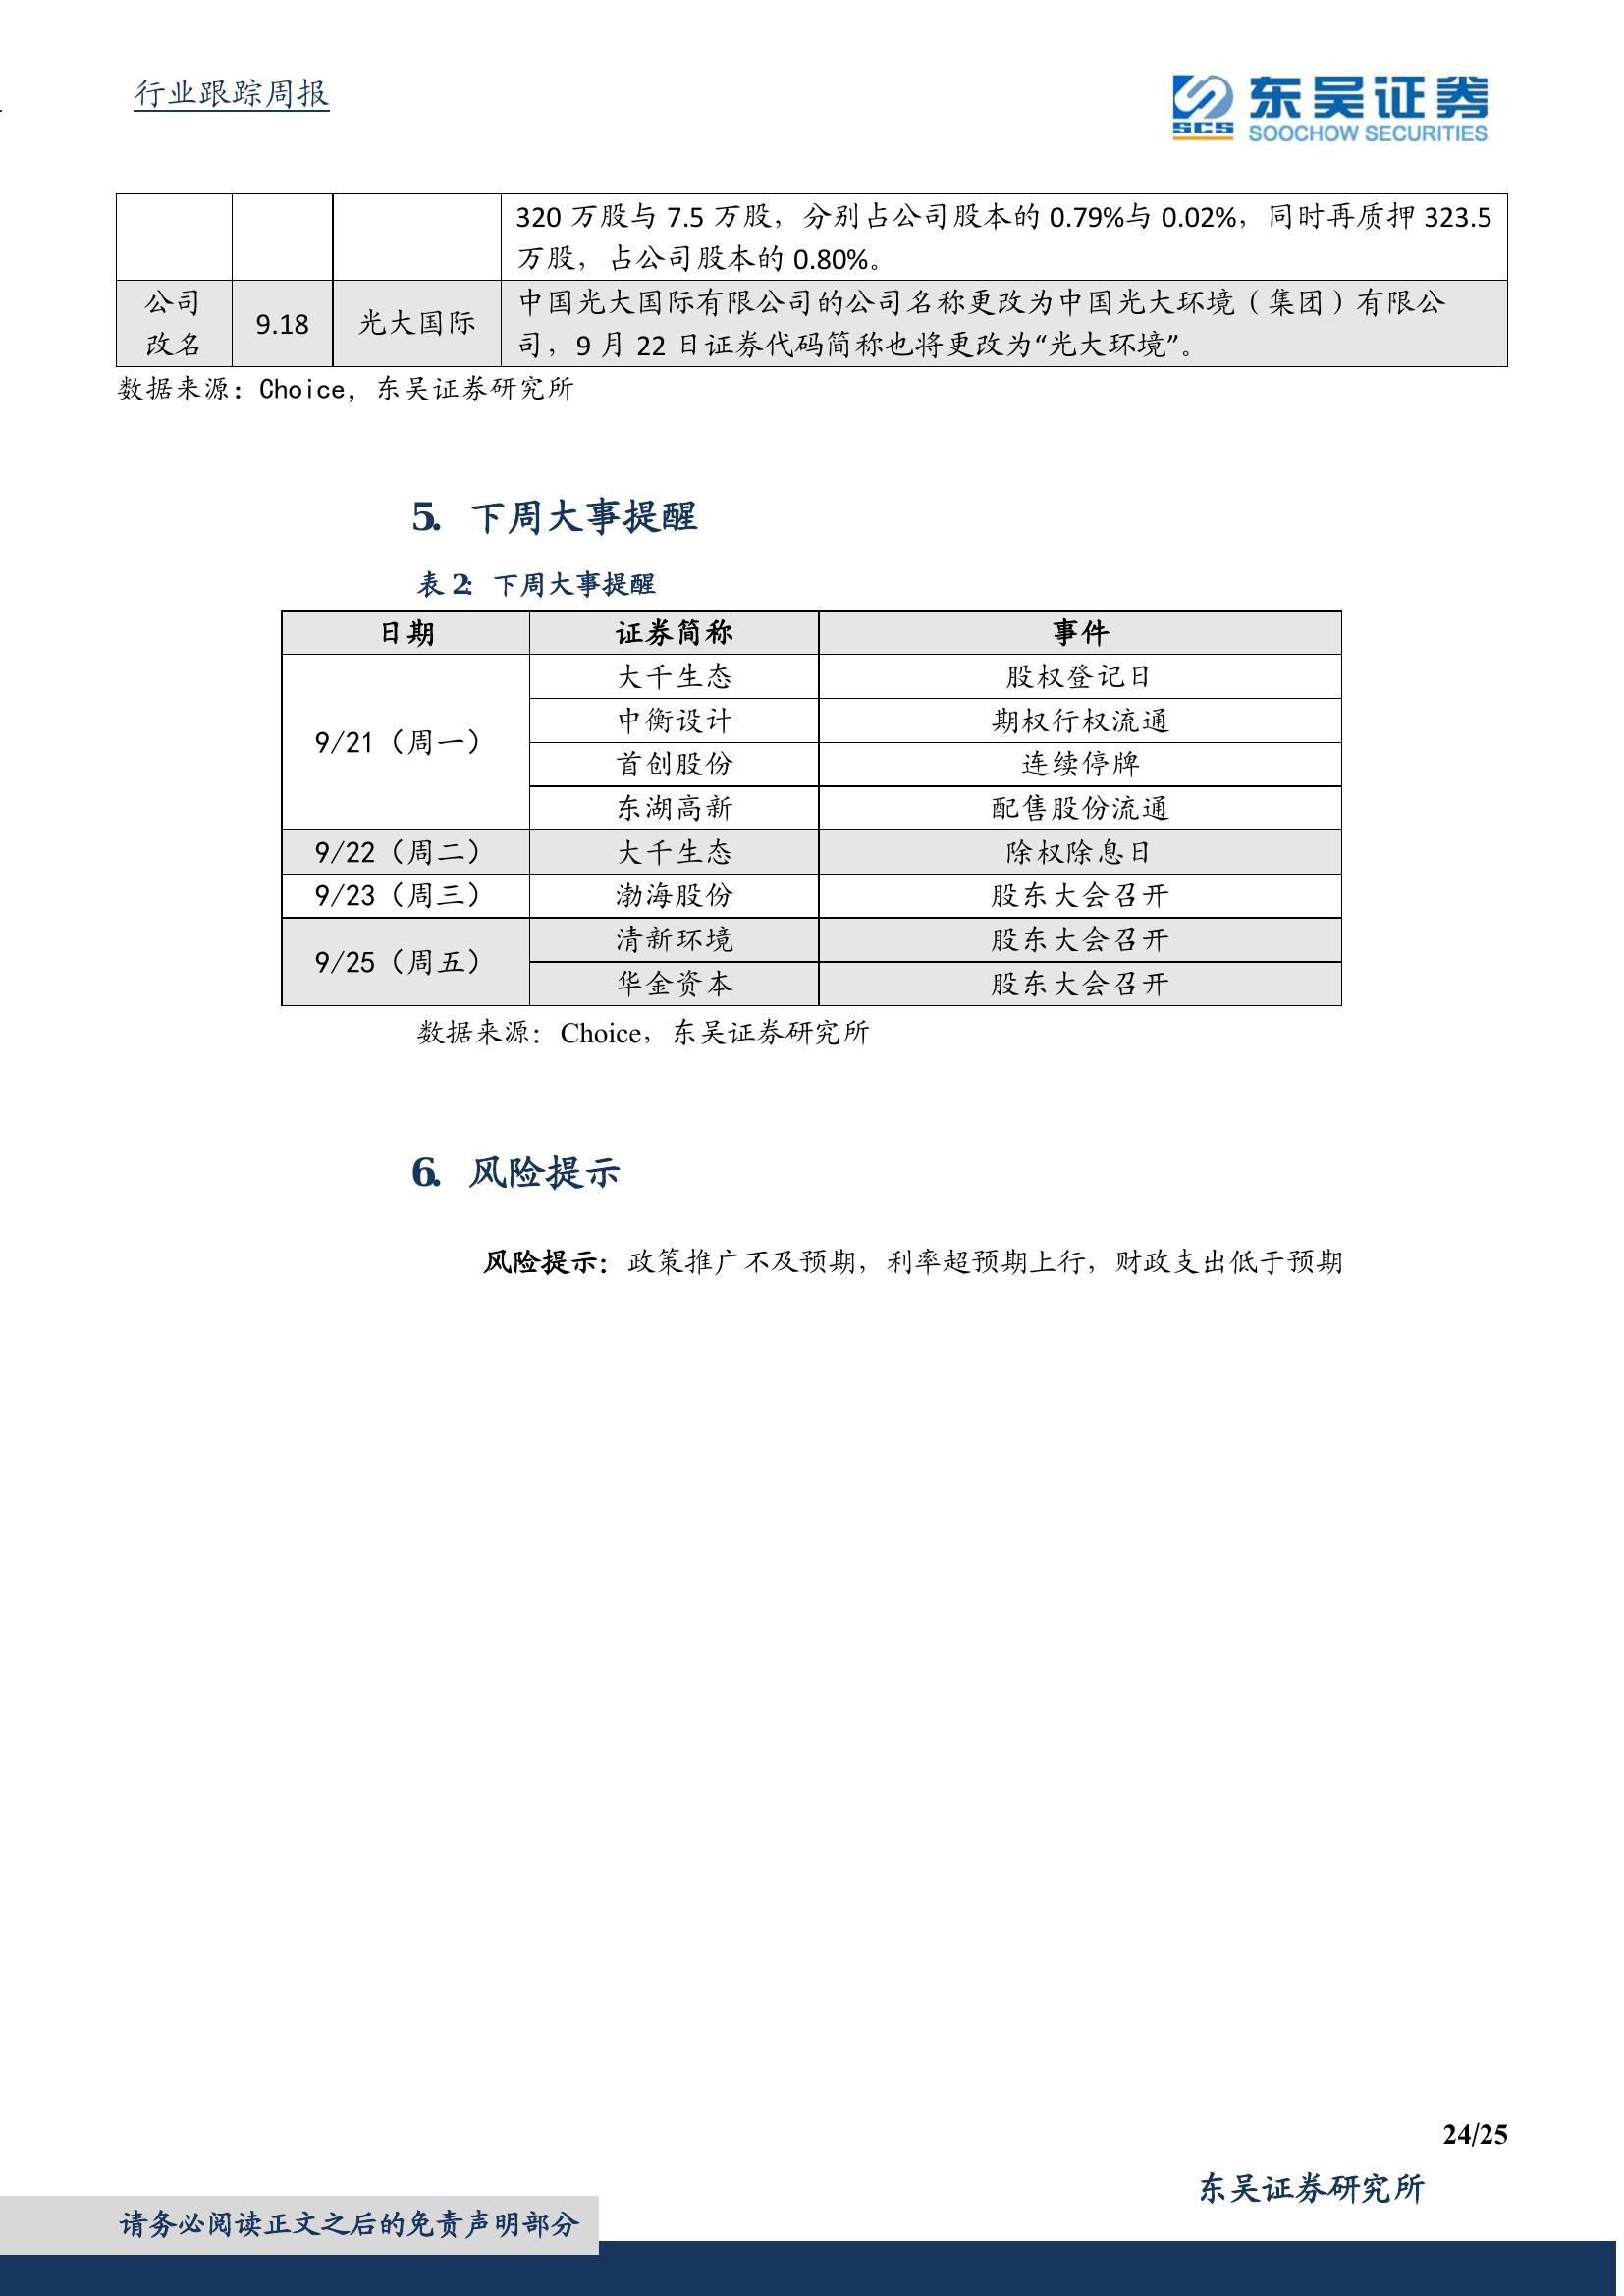 行业跟踪周报
东吴证券
SCS
SOOCHOW SECURITIES
320 万股与 7.5 万股，分别占公司股本的 0.79%与 0.02%，同时再质押 323.5
万股，占公司股本的 0.80%。
公司
改名
9.18
光大国际
中国光大国际有限公司的公司名称更改为中国光大环境（集团）有限公
司，9 月 22 日证券代码简称也将更改为“光大环境”。
数据来源：Choice，东吴证券研究所
5. 下周大事提醒
表 2: 下周大事提醒
日期 证券简称 事件
9/21（周一）
大千生态 股权登记日
中衡设计 期权行权流通
首创股份 连续停牌
东湖高新 配售股份流通
9/22（周二） 大千生态 除权除息日
9/23（周三） 渤海股份 股东大会召开
9/25（周五）
清新环境 股东大会召开
华金资本 股东大会召开
数据来源：Choice，东吴证券研究所
6. 风险提示
风险提示：政策推广不及预期，利率超预期上行，财政支出低于预期
24/25
东吴证券研究所
请务必阅读正文之后的免责声明部分